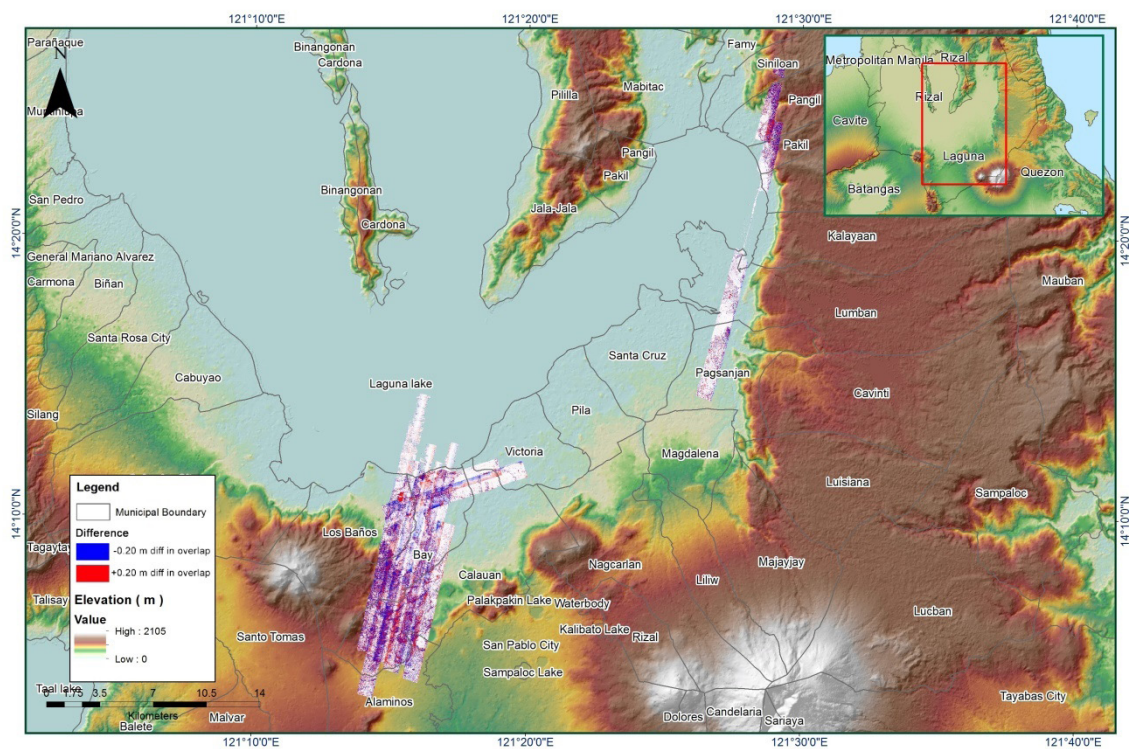 121°10'0"E
121°20'0"E
121°30'0"E
121°40'0"E
Parañaque
N
Muntinlupa
San Pedro
General Mariano Alvarez
Carmona
Biñan
Santa Rosa City
Cabuyao
Silang
Tagaytay
Talisay
Taal lake
Binangonan
Cardona
Binangonan
Cardona
Pililla
Mabitac
Famy
Siniloan
Pangil
Pakil
Pangil
Pakil
Jala-Jala
Kalayaan
Lumban
Mauban
Santa Cruz
Pagsanjan
Cavinti
Laguna lake
Pila
Victoria
Magdalena
Luisiana
Sampaloc
Los Baños
Bay
Calauan
Nagcarlan
Liliw
Majayjay
Palakpakin Lake
Waterbody
Kalibato Lake
Rizal
Lucban
Santo Tomas
San Pablo City
Sampaloc Lake
Alaminos
Malvar
Balete
Dolores
Candelaria
Sariaya
Tayabas City
Metropolitan Manila
Rizal
Rizal
Cavite
Laguna
Quezon
Batangas
14°20'0"N
14°10'0"N
14°20'0"N
14°10'0"N
Legend
Municipal Boundary
Difference
-0.20 m diff in overlap
+0.20 m diff in overlap
Elevation ( m )
Value
High : 2105
Low : 0
0 1.75 3.5 7 10.5 14
Kilometers
121°10'0"E
121°20'0"E
121°30'0"E
121°40'0"E